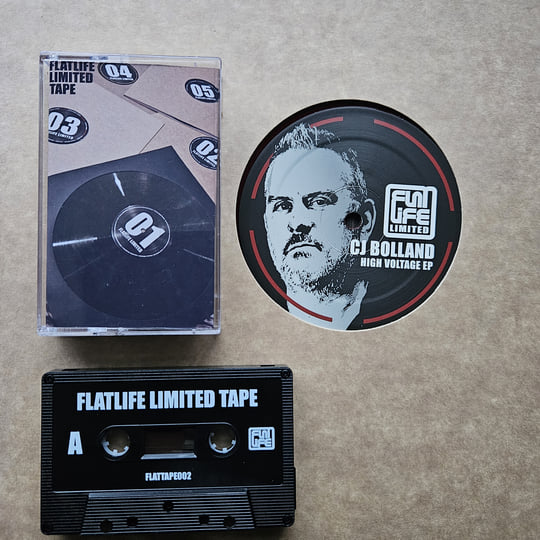 FLATLIFE
LIMITED
TAPE
04
05
03
02
01
FLAT
LIFE
LIMITED
CJ BOLLAND
HIGH VOLTAGE EP
FLATLIFE LIMITED TAPE
A
FLAT
LIFE
FLATTAPE002